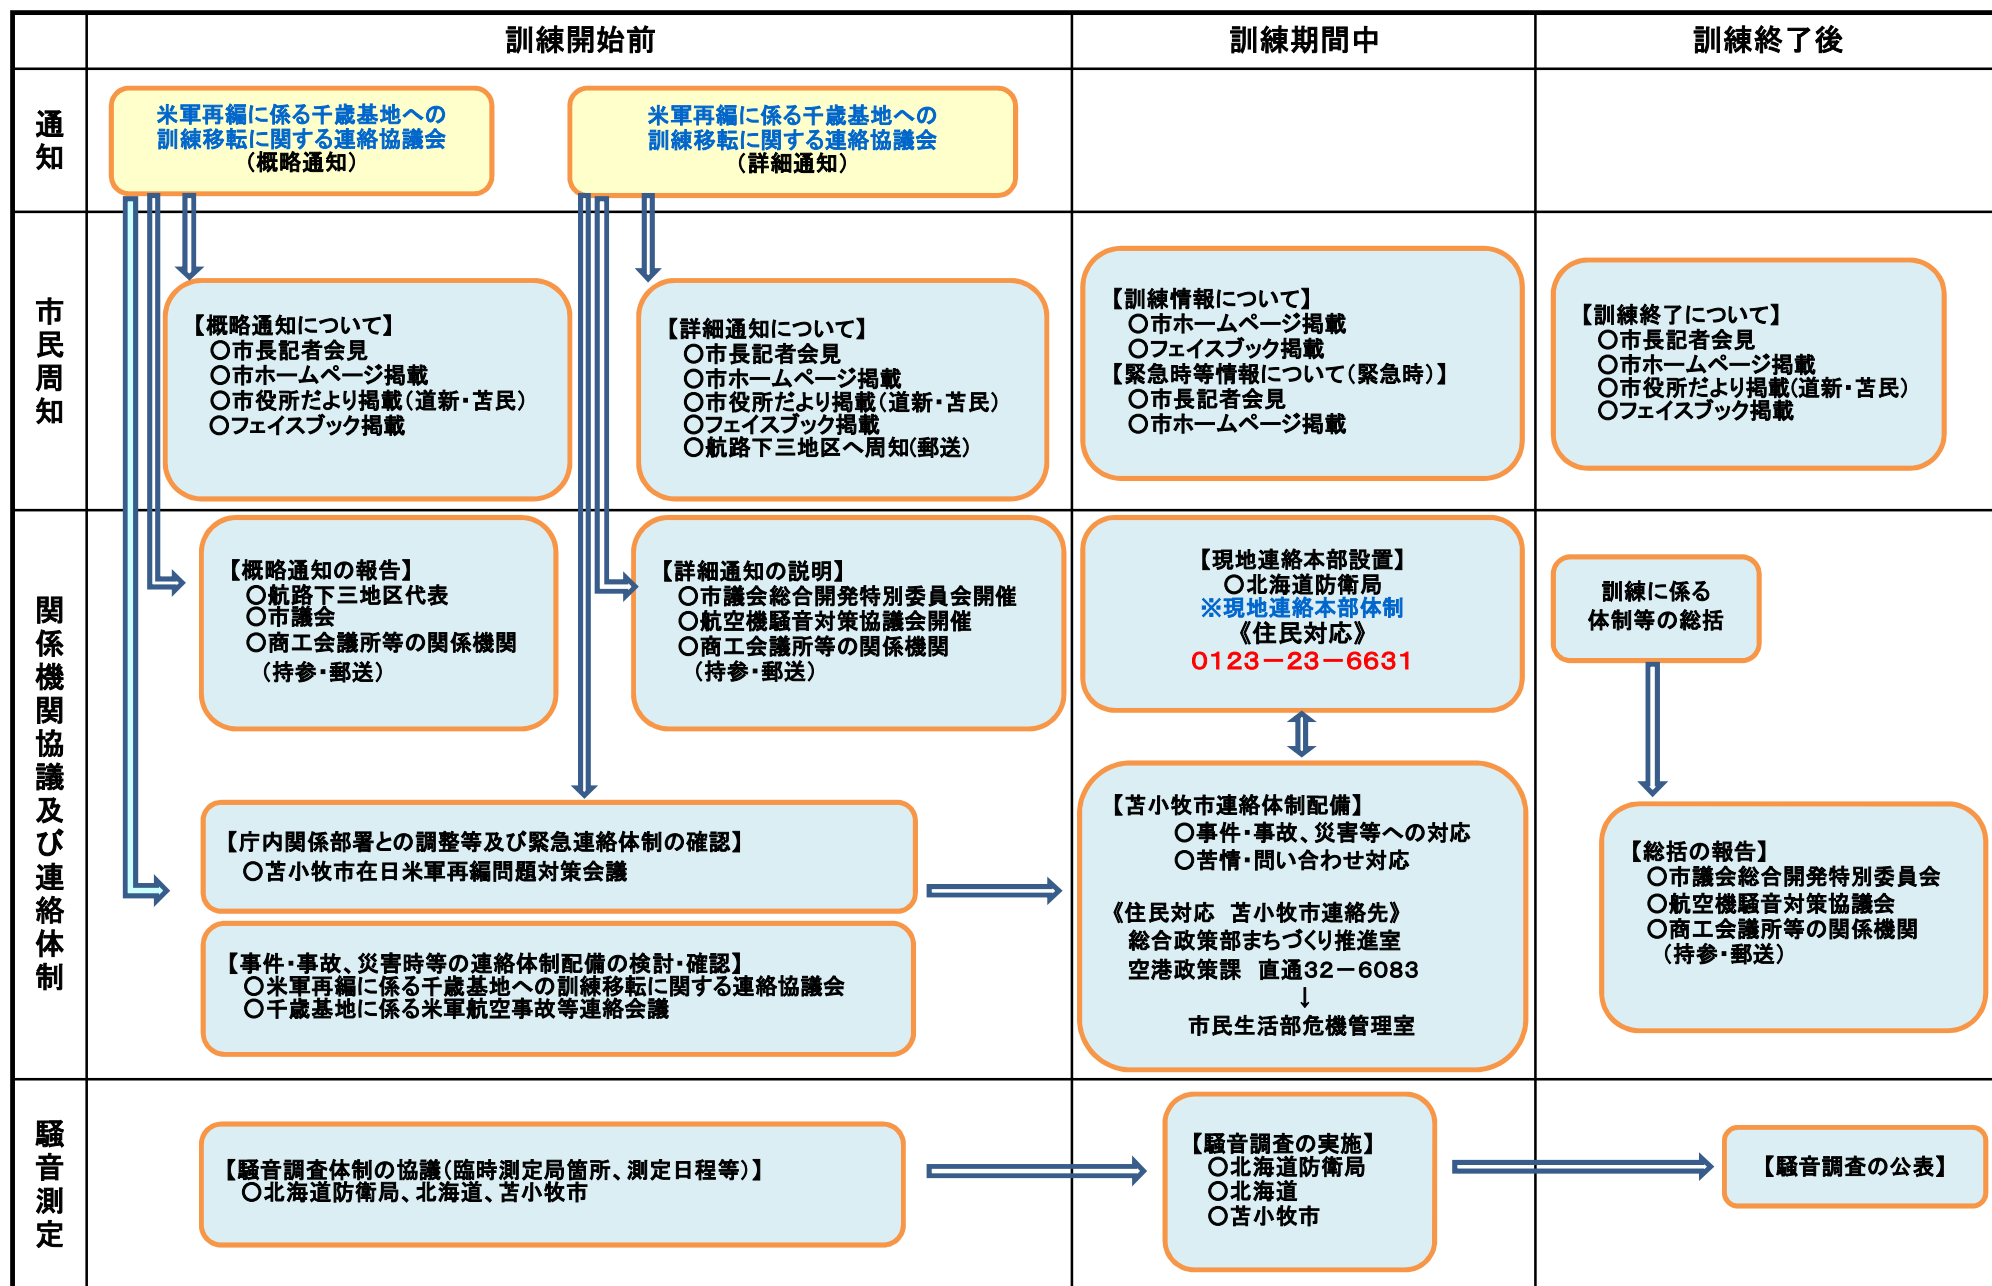 訓練開始前
訓練期間中
訓練終了後
通知
米軍再編に係る千歳基地への
訓練移転に関する連絡協議会
(概略通知)
米軍再編に係る千歳基地への
訓練移転に関する連絡協議会
(詳細通知)
市民周知
【概略通知について】
○市長記者会見
○市ホームページ掲載
○市役所だより掲載(道新・苫民)
○フェイスブック掲載
【詳細通知について】
○市長記者会見
○市ホームページ掲載
○市役所だより掲載(道新・苫民)
○フェイスブック掲載
○航路下三地区へ周知(郵送)
【訓練情報について】
○市ホームページ掲載
○フェイスブック掲載
【緊急時等情報について(緊急時)】
○市長記者会見
○市ホームページ掲載
【訓練終了について】
○市長記者会見
○市ホームページ掲載
○市役所だより掲載(道新・苫民)
○フェイスブック掲載
関係機関協議及び連絡体制
【概略通知の報告】
○航路下三地区代表
○市議会
○商工会議所等の関係機関
(持参・郵送)
【詳細通知の説明】
○市議会総合開発特別委員会開催
○航空機騒音対策協議会開催
○商工会議所等の関係機関
(持参・郵送)
【庁内関係部署との調整等及び緊急連絡体制の確認】
○苫小牧市在日米軍再編問題対策会議
【事件・事故、災害時等の連絡体制配備の検討・確認】
○米軍再編に係る千歳基地への訓練移転に関する連絡協議会
○千歳基地に係る米軍航空事故等連絡会議
【現地連絡本部設置】
○北海道防衛局
※現地連絡本部体制
《住民対応》
0123-23-6631
【苫小牧市連絡体制配備】
○事件・事故、災害等への対応
○苦情・問い合わせ対応
《住民対応 苫小牧市連絡先》
総合政策部まちづくり推進室
空港政策課 直通32-6083
↓
市民生活部危機管理室
訓練に係る
体制等の総括
【総括の報告】
○市議会総合開発特別委員会
○航空機騒音対策協議会
○商工会議所等の関係機関
(持参・郵送)
騒音測定
【騒音調査体制の協議(臨時測定局箇所、測定日程等)】
○北海道防衛局、北海道、苫小牧市
【騒音調査の実施】
○北海道防衛局
○北海道
○苫小牧市
【騒音調査の公表】